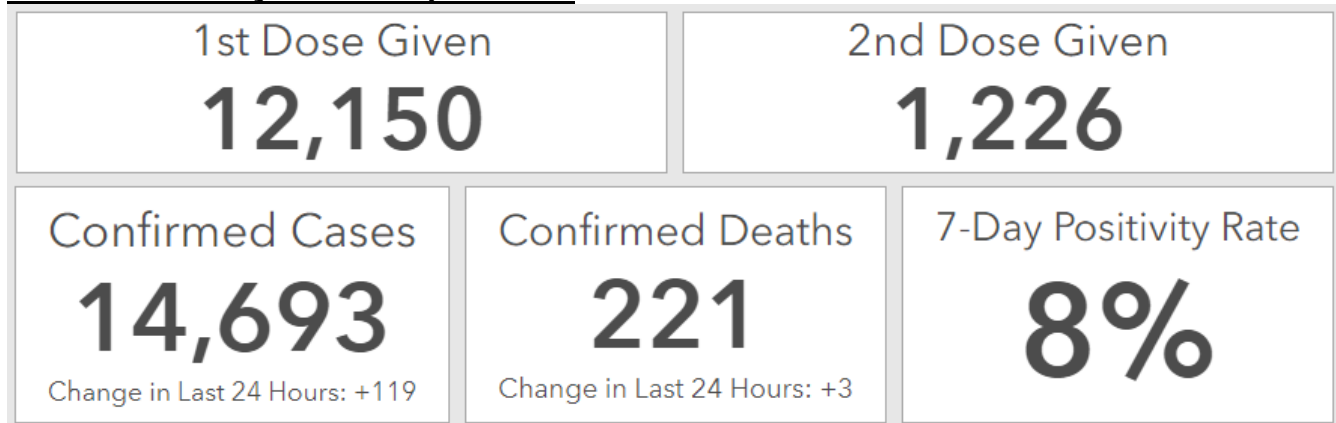 1st Dose Given
12,150
2nd Dose Given
1,226
Confirmed Cases
14,693
Change in Last 24 Hours: +119
Confirmed Deaths
221
Change in Last 24 Hours: +3
7-Day Positivity Rate
8%